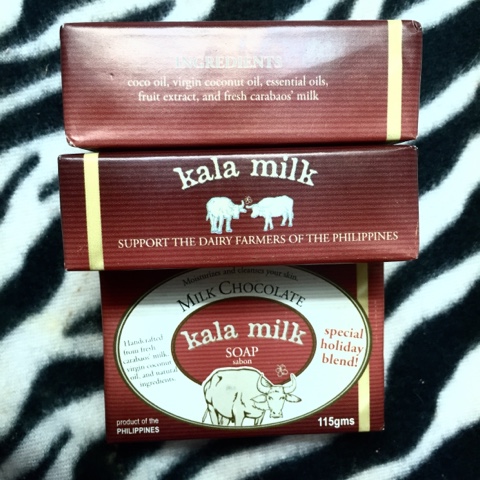 INGREDIENTS
coco oil, virgin coconut oil, essential oils,
fruit extract, and fresh carabaos' milk
kala milk
SUPPORT THE DAIRY FARMERS OF THE PHILIPPINES
Moisturizes and cleanses your skin.
MILK CHOCOLATE
kala milk
SOAP
sabon
Handcrafted
from fresh
carabaos' milk,
virgin coconut
oil, and natural
ingredients.
special
holiday
blend!
product of the
PHILIPPINES
115gms